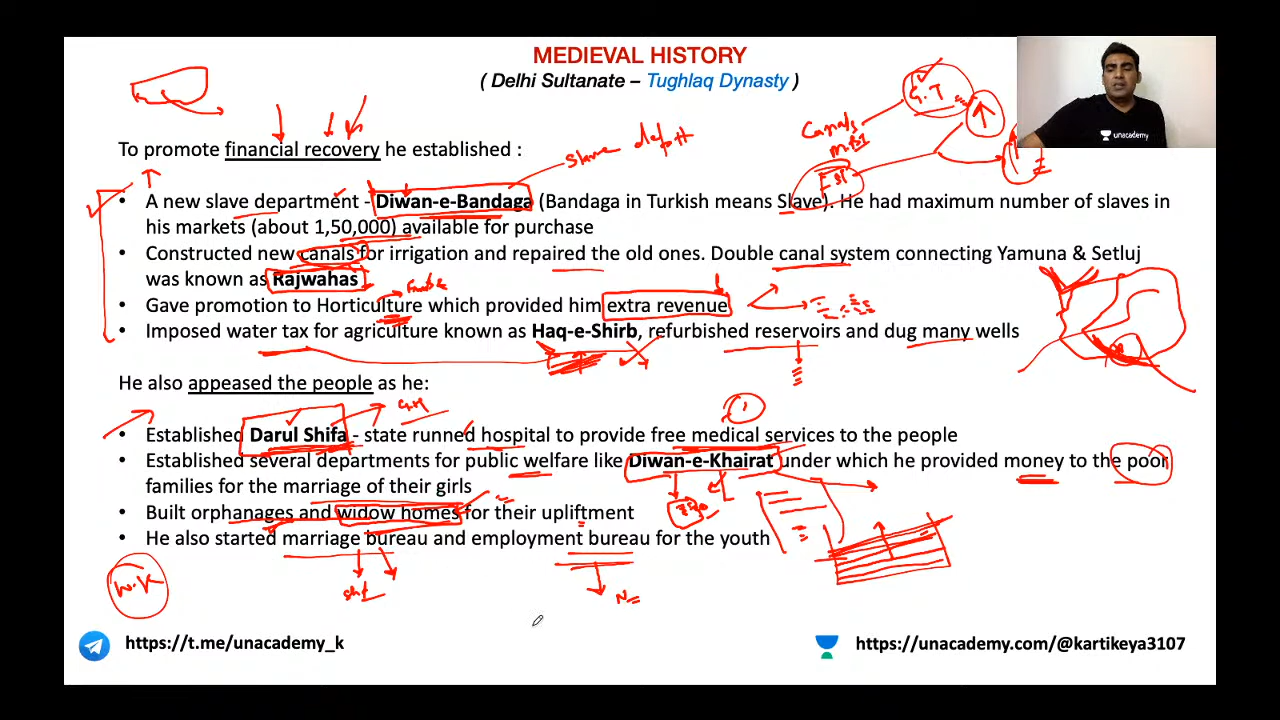 MEDIEVAL HISTORY
( Delhi Sultanate – Tughlaq Dynasty )
G.T
Canals
unacademy
slave deptt
To promote financial recovery he established :
• A new slave department - Diwan-e-Bandaga (Bandaga in Turkish means Slave). He had maximum number of slaves in
his markets (about 1,50,000) available for purchase
• Constructed new canals for irrigation and repaired the old ones. Double canal system connecting Yamuna & Setluj
was known as Rajwahas
• Gave promotion to Horticulture which provided him extra revenue
• Imposed water tax for agriculture known as Haq-e-Shirb, refurbished reservoirs and dug many wells
He also appeased the people as he:
• Established Darul Shifa - state runned hospital to provide free medical services to the people
• Established several departments for public welfare like Diwan-e-Khairat under which he provided money to the poor
families for the marriage of their girls
• Built orphanages and widow homes for their upliftment
• He also started marriage bureau and employment bureau for the youth
https://t.me/unacademy_k
https://unacademy.com/@kartikeya3107